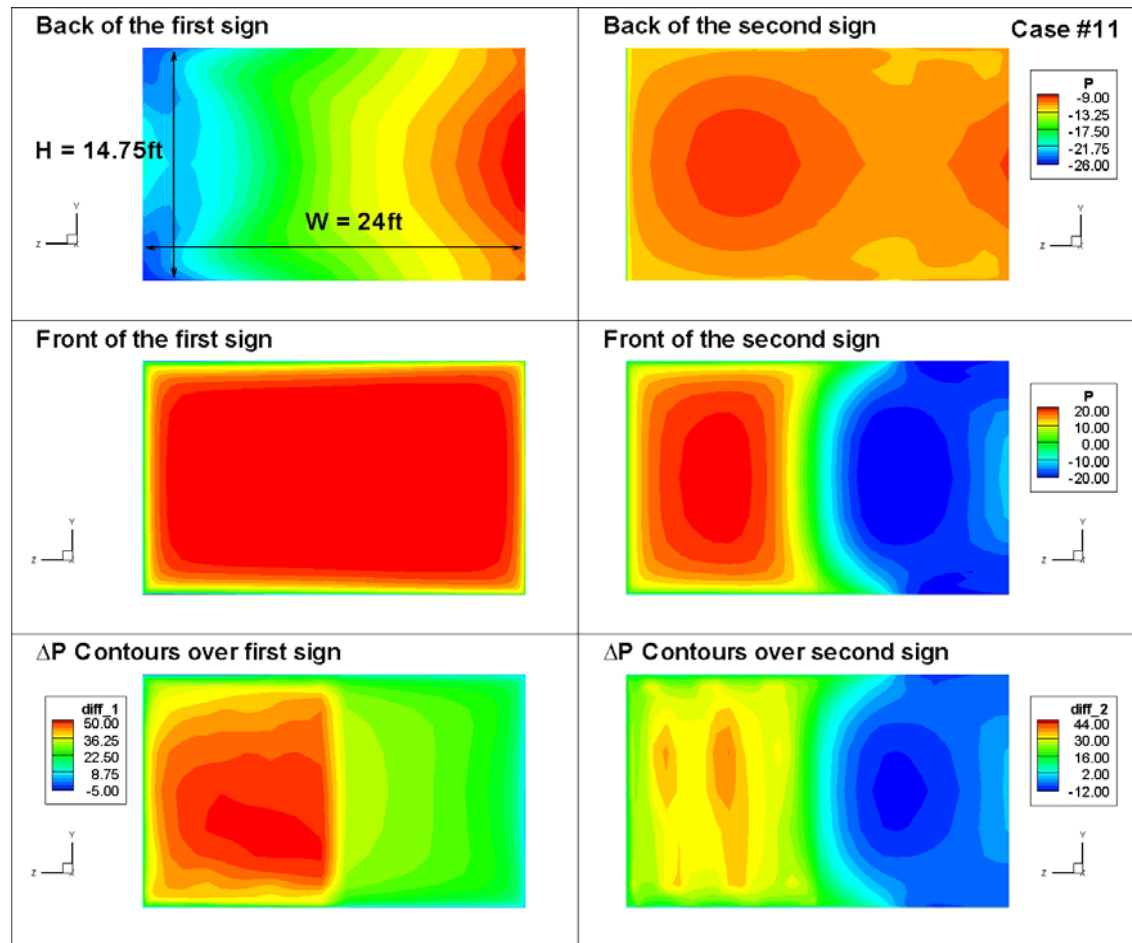 Back of the first sign
H = 14.75ft
W = 24ft
Y
Z
X
Back of the second sign
Case #11
P
-9.00
-13.25
-17.50
-21.75
-26.00
Y
Z
X
Front of the first sign
Y
Z
X
Front of the second sign
P
20.00
10.00
0.00
-10.00
-20.00
Y
Z
X
ΔP Contours over first sign
diff_1
50.00
36.25
22.50
8.75
-5.00
Y
Z
X
ΔP Contours over second sign
diff_2
44.00
30.00
16.00
2.00
-12.00
Y
Z
X